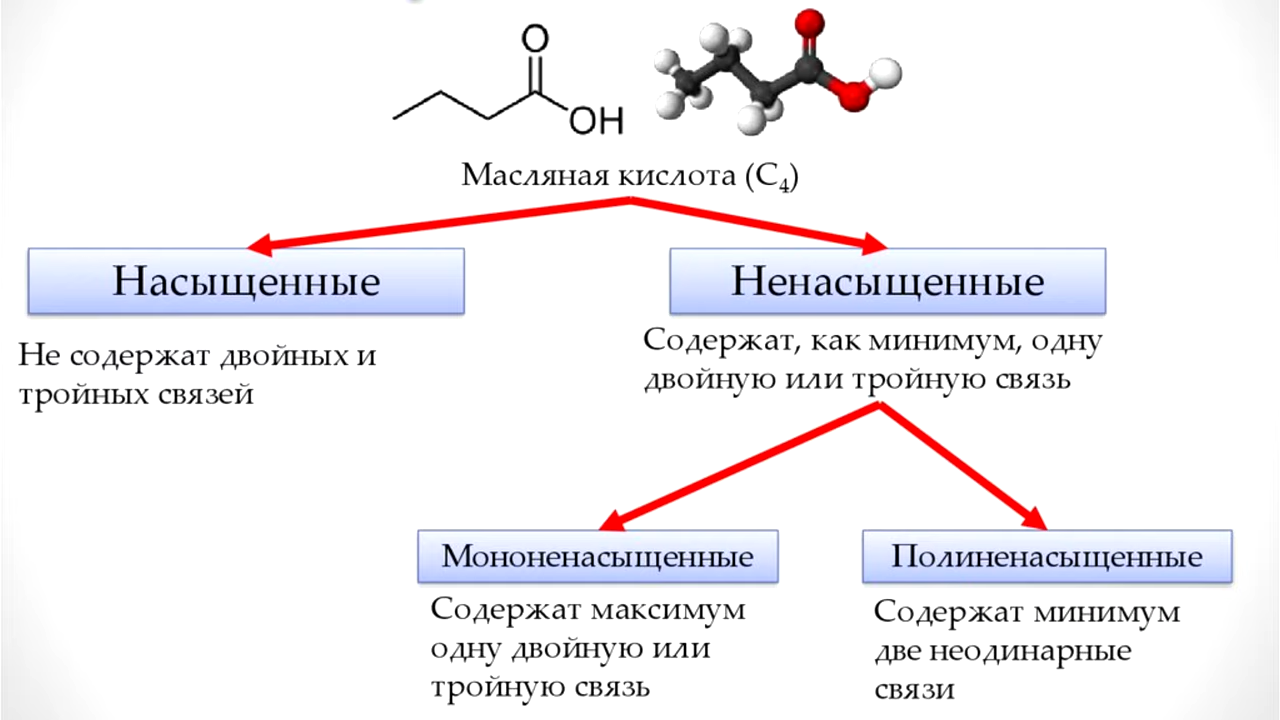 O
OH
Масляная кислота (C₄)
Насыщенные
Ненасыщенные
Не содержат двойных и
тройных связей
Содержат, как минимум, одну
двойную или тройную связь
Мононенасыщенные
Полиненасыщенные
Содержат максимум
одну двойную или
тройную связь
Содержат минимум
две неодинарные
связи